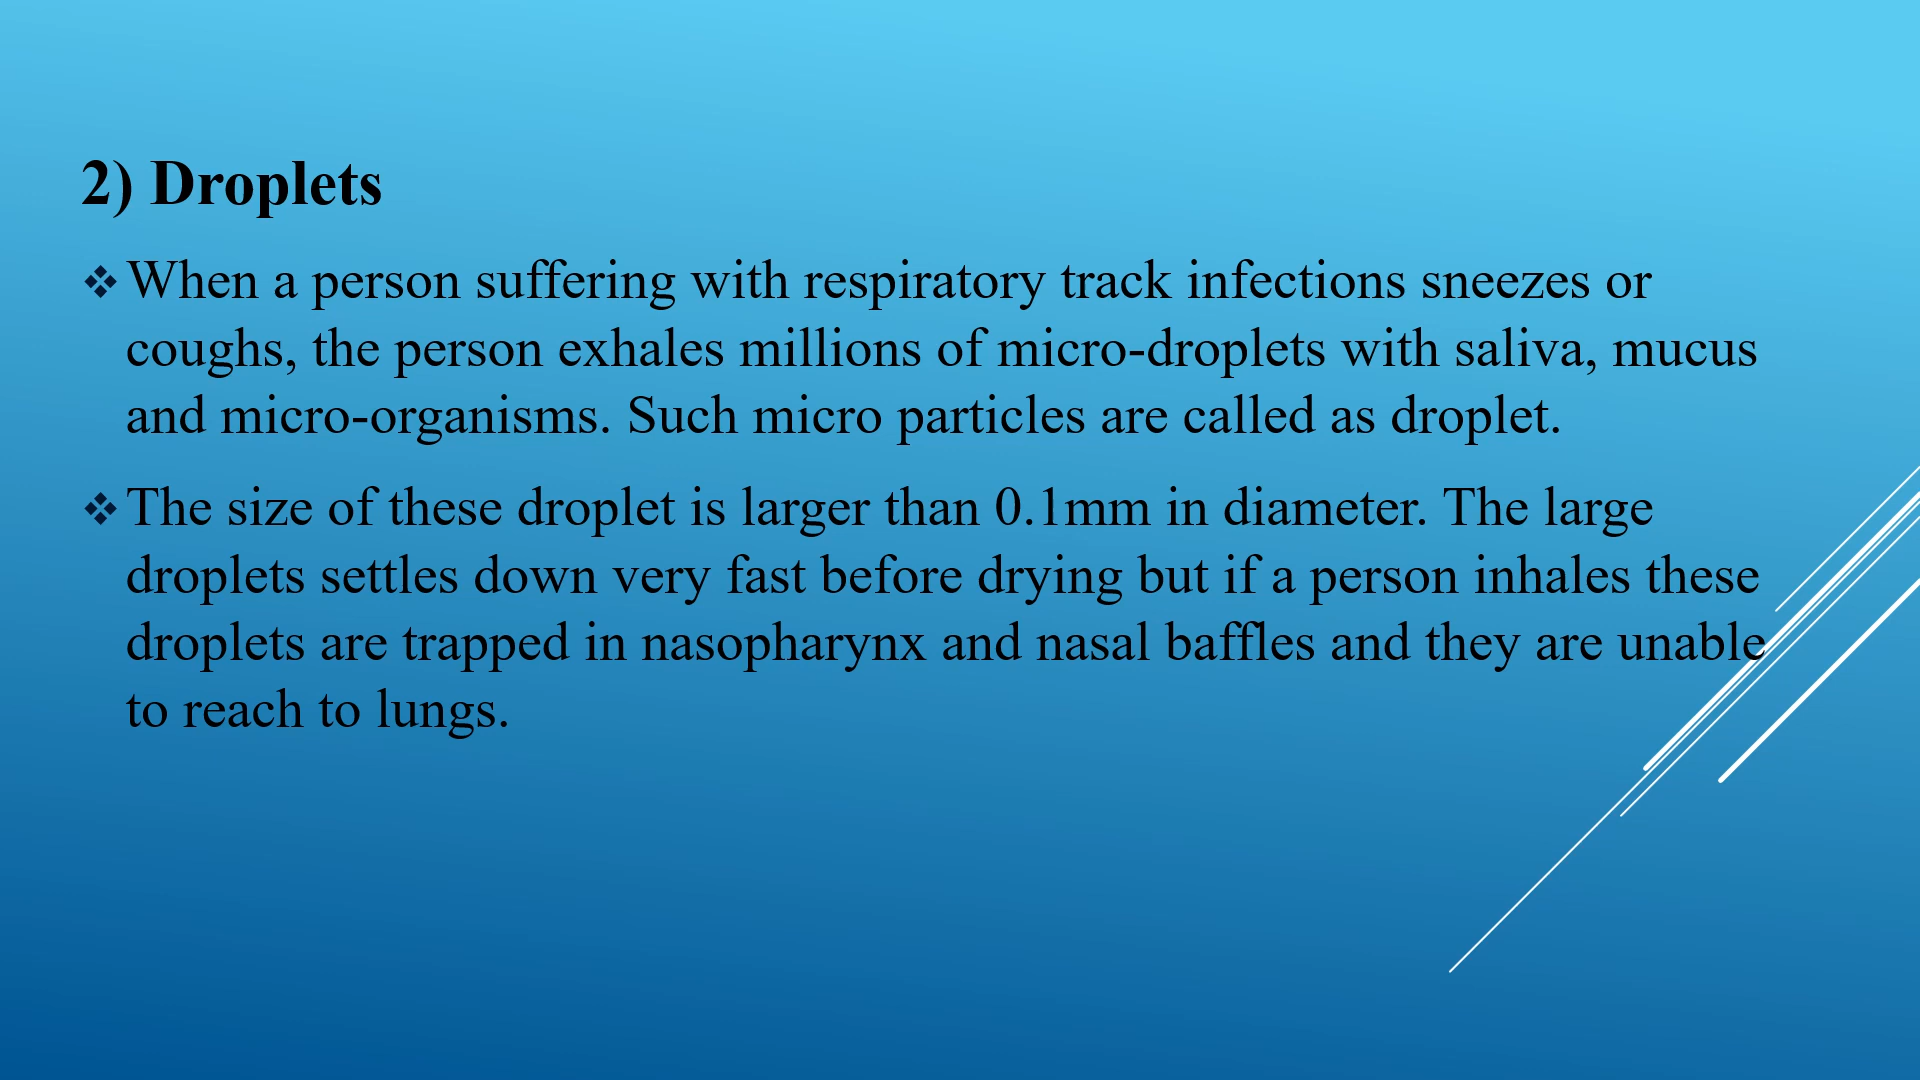 2) Droplets
❖ When a person suffering with respiratory track infections sneezes or
coughs, the person exhales millions of micro-droplets with saliva, mucus
and micro-organisms. Such micro particles are called as droplet.
❖ The size of these droplet is larger than 0.1mm in diameter. The large
droplets settles down very fast before drying but if a person inhales these
droplets are trapped in nasopharynx and nasal baffles and they are unable
to reach to lungs.